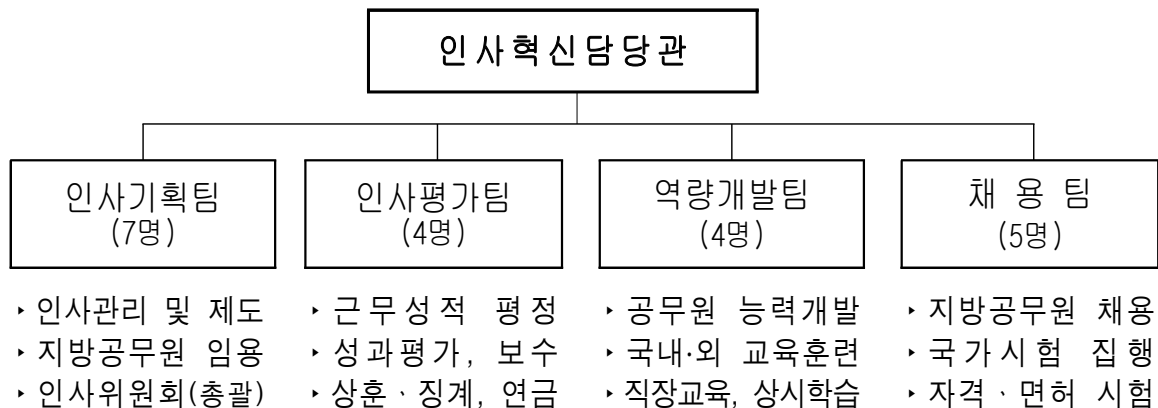 인사혁신담당관
인사기획팀
(7명)
인사평가팀
(4명)
역량개발팀
(4명)
채 용 팀
(5명)
‣ 인사관리 및 제도
‣ 지방공무원 임용
‣ 인사위원회(총괄)
‣ 근무성적 평정
‣ 성과평가, 보수
‣ 상훈ㆍ징계, 연금
‣ 공무원 능력개발
‣ 국내·외 교육훈련
‣ 직장교육, 상시학습
‣ 지방공무원 채용
‣ 국가시험 집행
‣ 자격ㆍ면허 시험